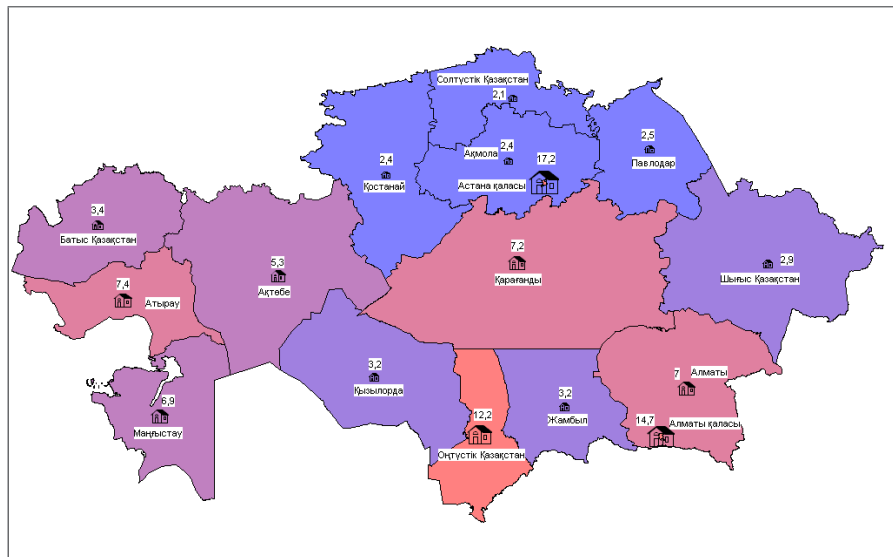 Солтүстік Қазақстан
2,1
2,4
Ақмола
17,2
Астана қаласы
2,5
Павлодар
2,4
Қостанай
3,4
Батыс Қазақстан
5,3
Ақтөбе
7,2
Қарағанды
2,9
Шығыс Қазақстан
7,4
Атырау
6,9
Маңғыстау
3,2
Қызылорда
12,2
Оңтүстік Қазақстан
3,2
Жамбыл
7
Алматы
14,7
Алматы қаласы